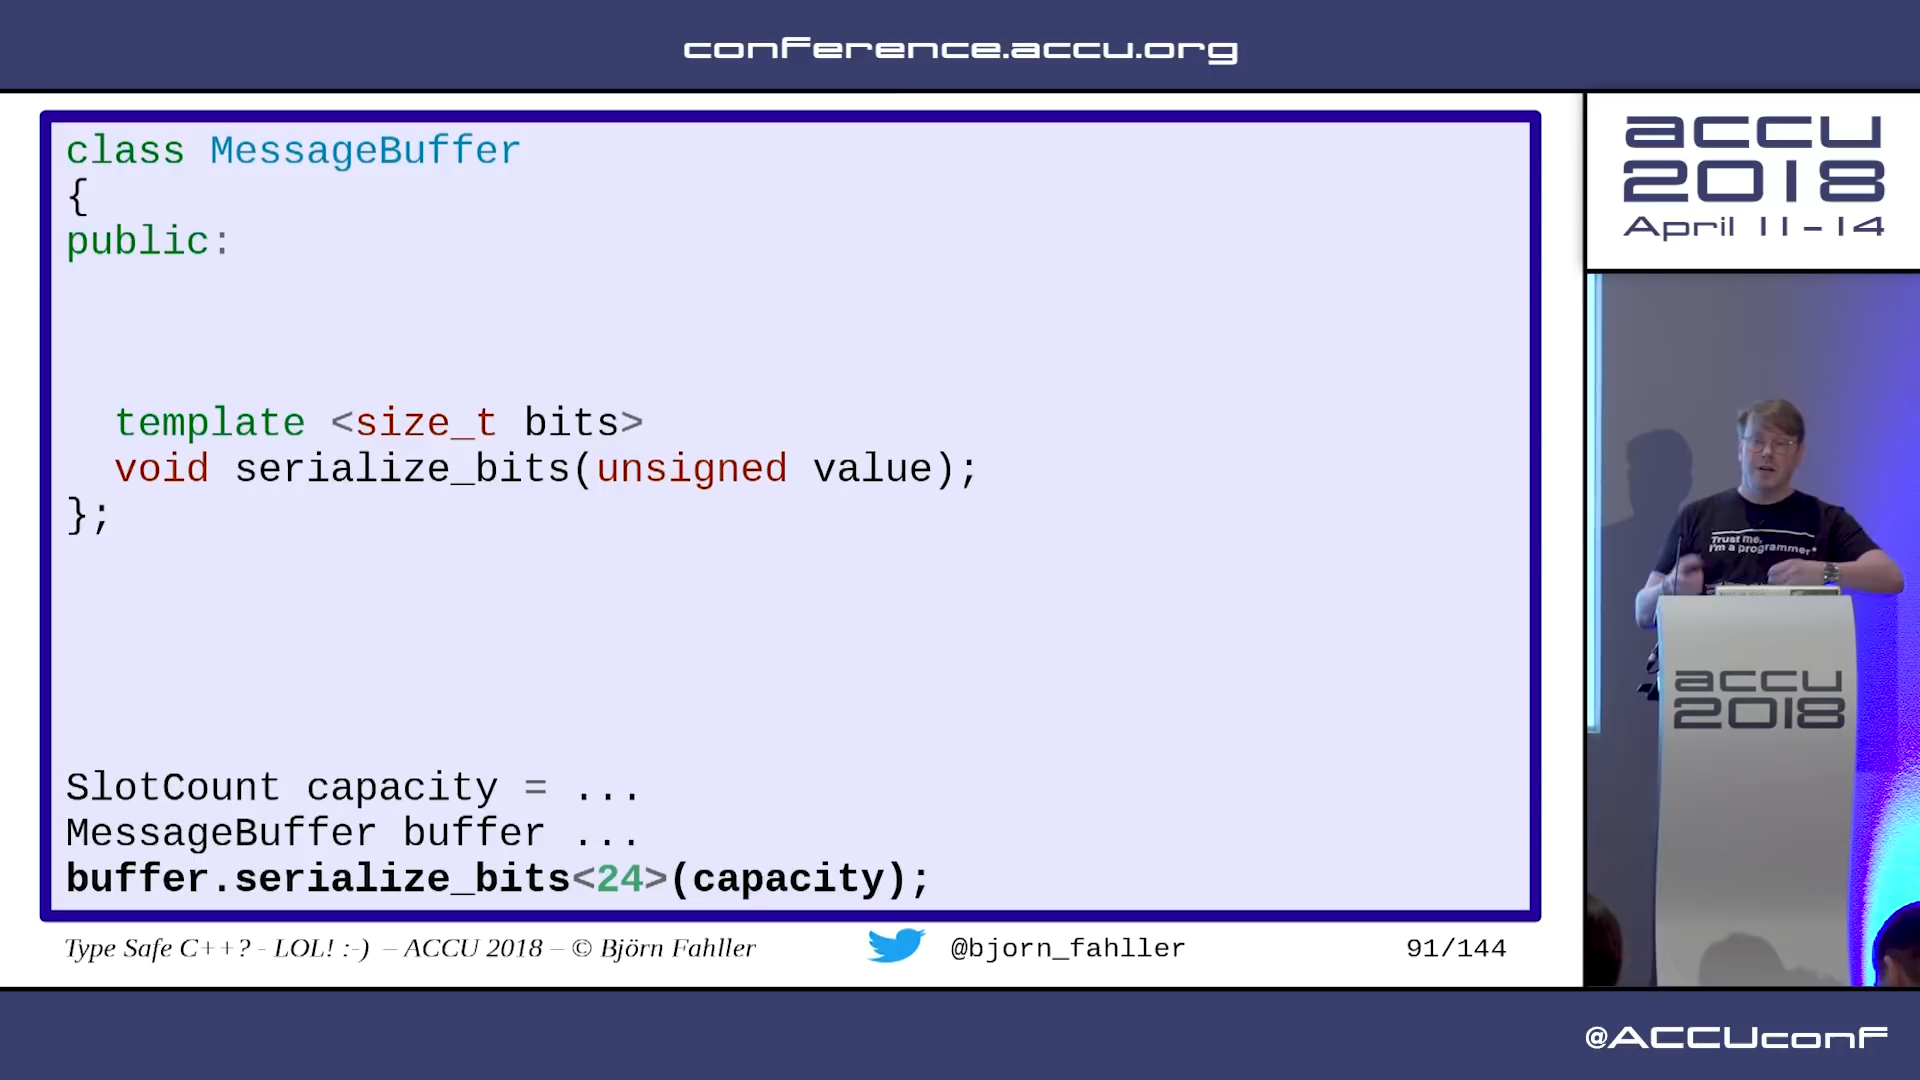 conference.accu.org
class MessageBuffer
{
public:
template <size_t bits>
void serialize_bits(unsigned value);
};
SlotCount capacity = ...
MessageBuffer buffer ...
buffer.serialize_bits<24>(capacity);
Type Safe C++? - LOL! :-) – ACCU 2018 – © Björn Fahller
@bjorn_fahller
91/144
accu
2018
April 11-14
Trust me,
I'm a programmer*
accu
2018
@ACCUconf